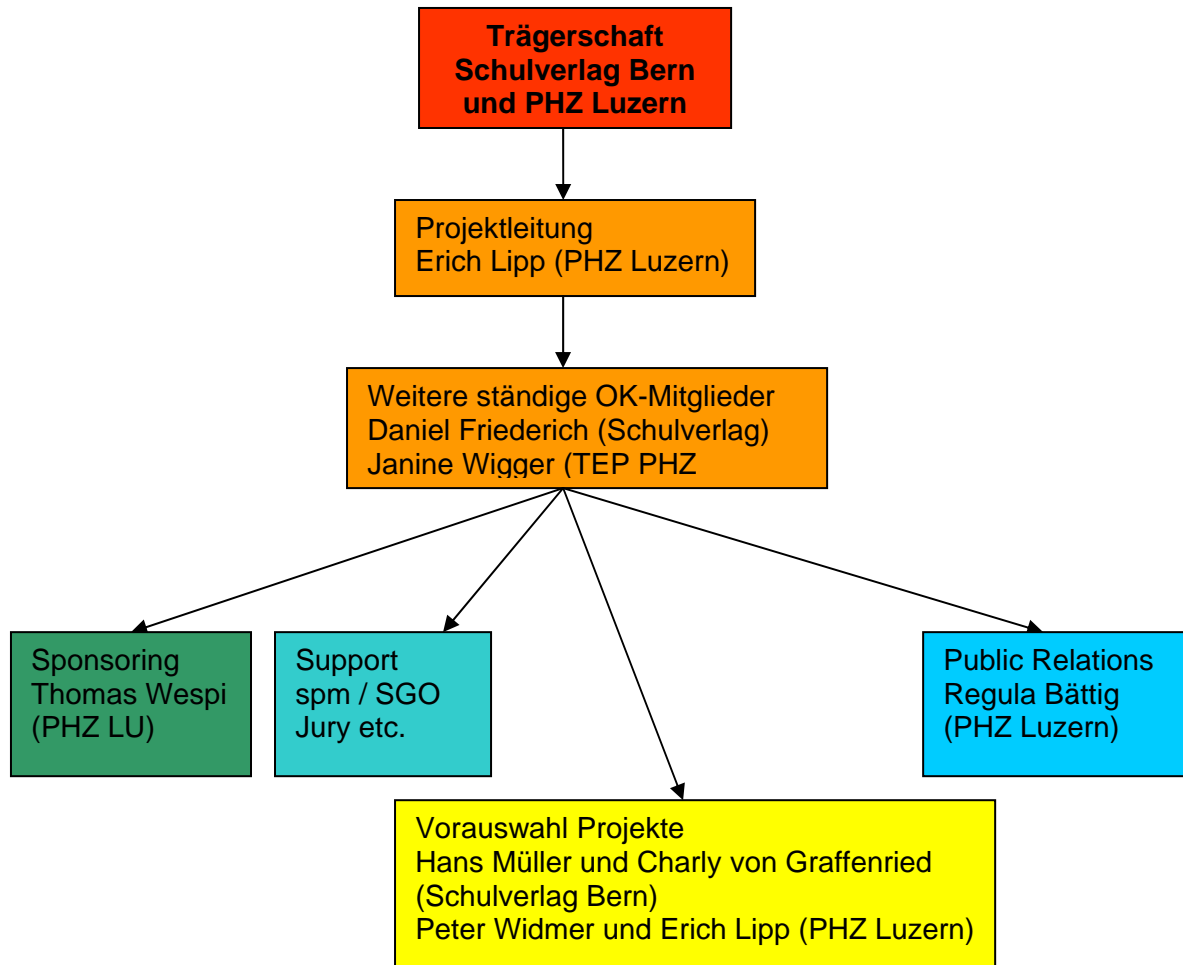 Trägerschaft
Schulverlag Bern
und PHZ Luzern
Projektleitung
Erich Lipp (PHZ Luzern)
Weitere ständige OK-Mitglieder
Daniel Friederich (Schulverlag)
Janine Wigger (TEP PHZ
Sponsoring
Thomas Wespi
(PHZ LU)
Support
spm / SGO
Jury etc.
Public Relations
Regula Bättig
(PHZ Luzern)
Vorauswahl Projekte
Hans Müller und Charly von Graffenried
(Schulverlag Bern)
Peter Widmer und Erich Lipp (PHZ Luzern)